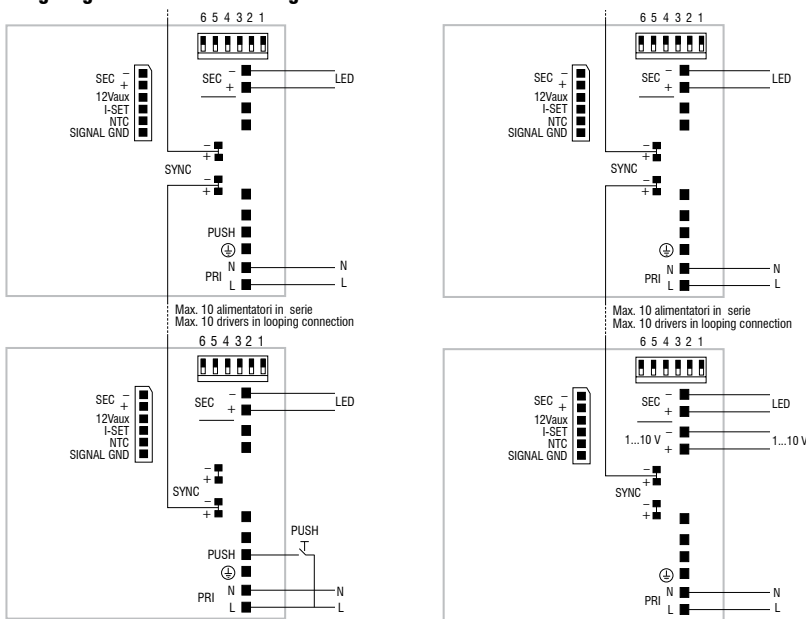 6 5 4 3 2 1
SEC
−
+
12Vaux
I-SET
NTC
SIGNAL GND
SEC
−
+
LED
−
+
SYNC
−
+
PUSH
N
PRI
L
N
L
6 5 4 3 2 1
SEC
−
+
12Vaux
I-SET
NTC
SIGNAL GND
SEC
−
+
LED
−
+
SYNC
−
+
N
PRI
L
N
L
Max. 10 alimentatori in serie
Max. 10 drivers in looping connection
Max. 10 alimentatori in serie
Max. 10 drivers in looping connection
6 5 4 3 2 1
SEC
−
+
12Vaux
I-SET
NTC
SIGNAL GND
SEC
−
+
LED
−
+
SYNC
−
+
PUSH
PUSH
N
PRI
L
N
L
6 5 4 3 2 1
SEC
−
+
12Vaux
I-SET
NTC
SIGNAL GND
SEC
−
+
LED
1...10 V
−
+
1...10 V
−
+
SYNC
−
+
N
PRI
L
N
L